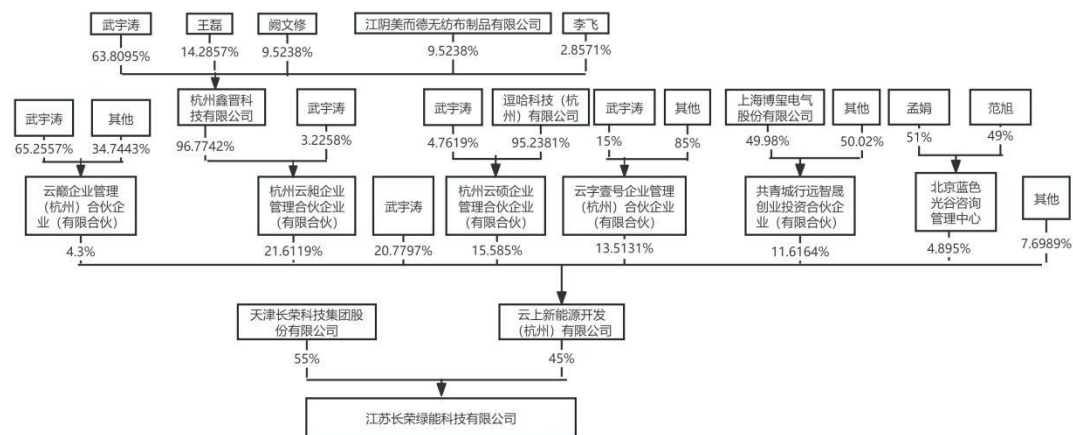 武宇涛
王磊
阙文修
江阴美而德无纺布制品有限公司
李飞
63.8095%
14.2857%
9.5238%
9.5238%
2.8571%
武宇涛
其他
杭州鑫晋科
技有限公司
武宇涛
武宇涛
逗哈科技（杭
州）有限公司
武宇涛
其他
上海博玺电气
股份有限公司
其他
孟娟
范旭
65.2557%
34.7443%
96.7742%
3.2258%
4.7619%
95.2381%
15%
85%
49.98%
50.02%
51%
49%
云巅企业管理
（杭州）合伙企
业（有限合伙）
杭州云昶企业
管理合伙企业
（有限合伙）
武宇涛
杭州云硕企业
管理合伙企业
（有限合伙）
云字壹号企业管理
（杭州）合伙企业
（有限合伙）
共青城行远智晟
创业投资合伙企
业（有限合伙）
北京蓝色
光谷咨询
管理中心
其他
4.3%
21.6119%
20.7797%
15.585%
13.5131%
11.6164%
4.895%
7.6989%
天津长荣科技集团股
份有限公司
云上新能源开发
（杭州）有限公司
55%
45%
江苏长荣绿能科技有限公司